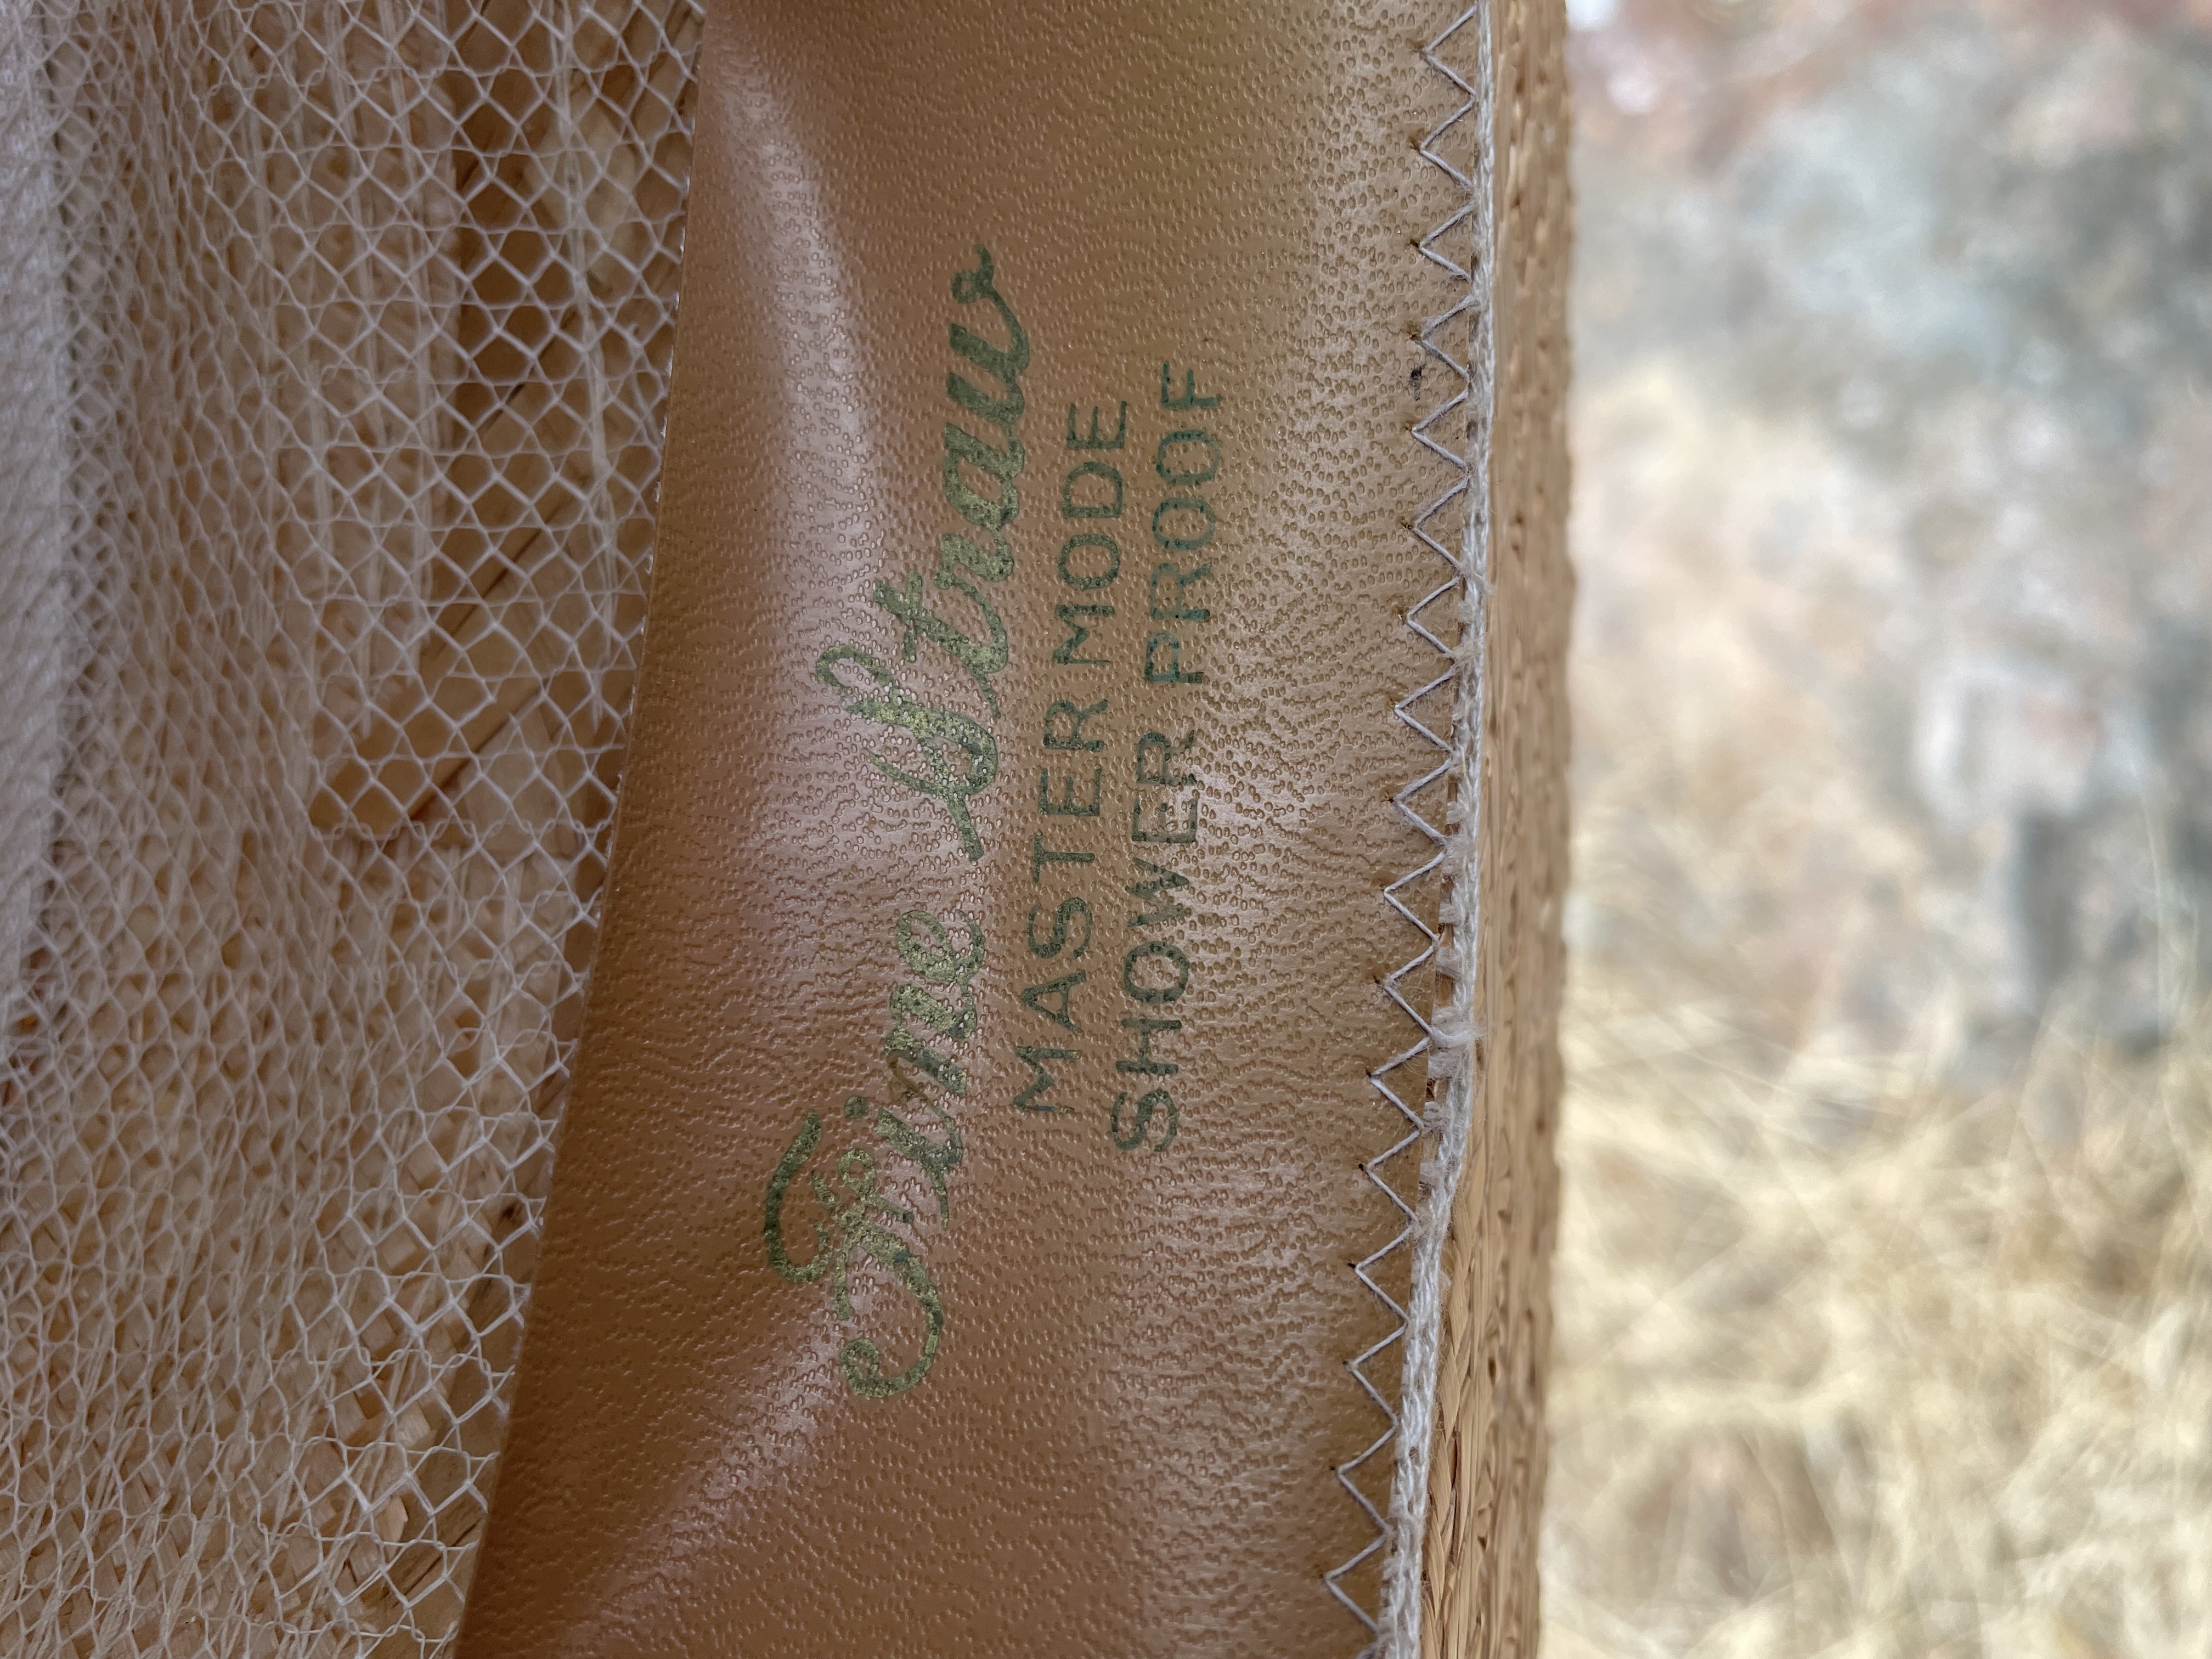 Fine Straw
MASTER MODE
SHOWER PROOF